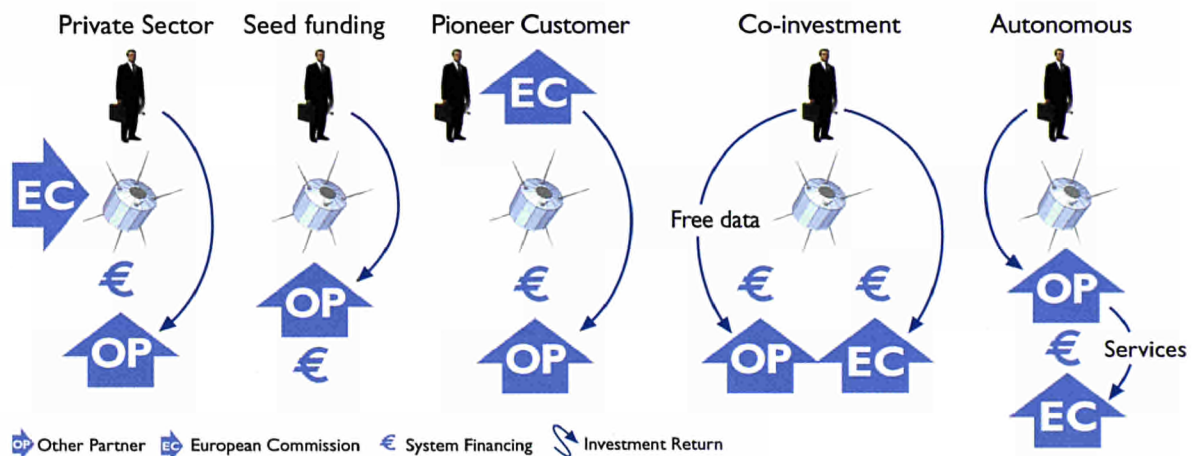 Private Sector Seed funding Pioneer Customer Co-investment Autonomous
EC
EC
Free data
€ € € €
OP OP
€
OP OP OP EC
€ Services
EC
OP Other Partner EC European Commission € System Financing Investment Return